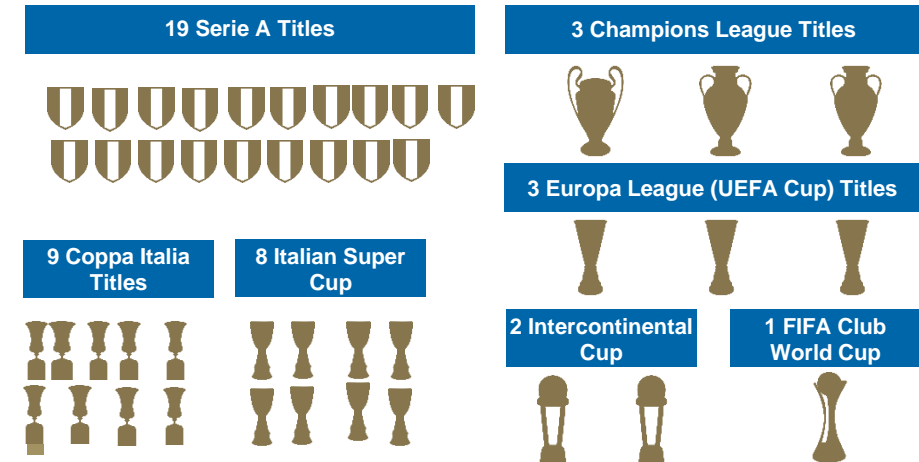 19 Serie A Titles
3 Champions League Titles
3 Europa League (UEFA Cup) Titles
9 Coppa Italia
Titles
8 Italian Super
Cup
2 Intercontinental
Cup
1 FIFA Club
World Cup